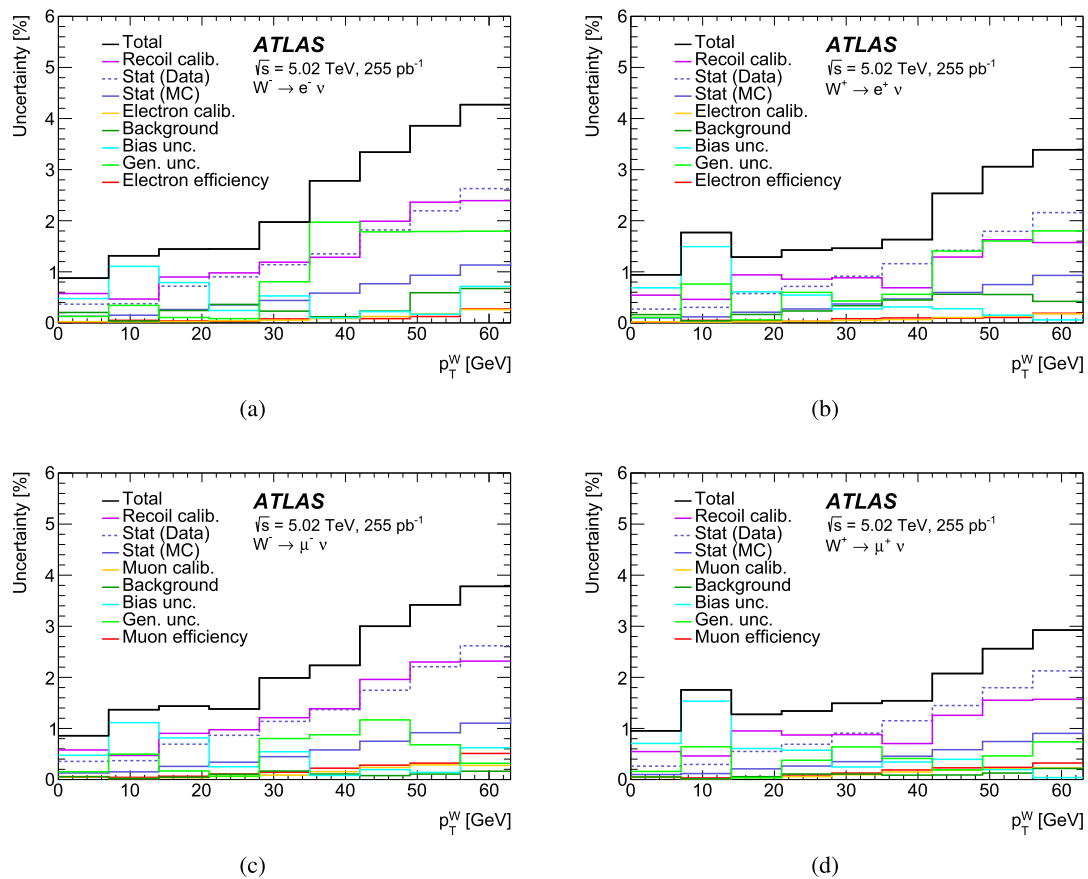 Uncertainty [%]
6
5
4
3
2
1
0
Total
Recoil calib.
Stat (Data)
Stat (MC)
Electron calib.
Background
Bias unc.
Gen. unc.
Electron efficiency
ATLAS
√s = 5.02 TeV, 255 pb⁻¹
W⁻ → e⁻ ν
0 10 20 30 40 50 60
p_T^W [GeV]
(a)
Uncertainty [%]
6
5
4
3
2
1
0
Total
Recoil calib.
Stat (Data)
Stat (MC)
Electron calib.
Background
Bias unc.
Gen. unc.
Electron efficiency
ATLAS
√s = 5.02 TeV, 255 pb⁻¹
W⁺ → e⁺ ν
0 10 20 30 40 50 60
p_T^W [GeV]
(b)
Uncertainty [%]
6
5
4
3
2
1
0
Total
Recoil calib.
Stat (Data)
Stat (MC)
Muon calib.
Background
Bias unc.
Gen. unc.
Muon efficiency
ATLAS
√s = 5.02 TeV, 255 pb⁻¹
W⁻ → μ⁻ ν
0 10 20 30 40 50 60
p_T^W [GeV]
(c)
Uncertainty [%]
6
5
4
3
2
1
0
Total
Recoil calib.
Stat (Data)
Stat (MC)
Muon calib.
Background
Bias unc.
Gen. unc.
Muon efficiency
ATLAS
√s = 5.02 TeV, 255 pb⁻¹
W⁺ → μ⁺ ν
0 10 20 30 40 50 60
p_T^W [GeV]
(d)